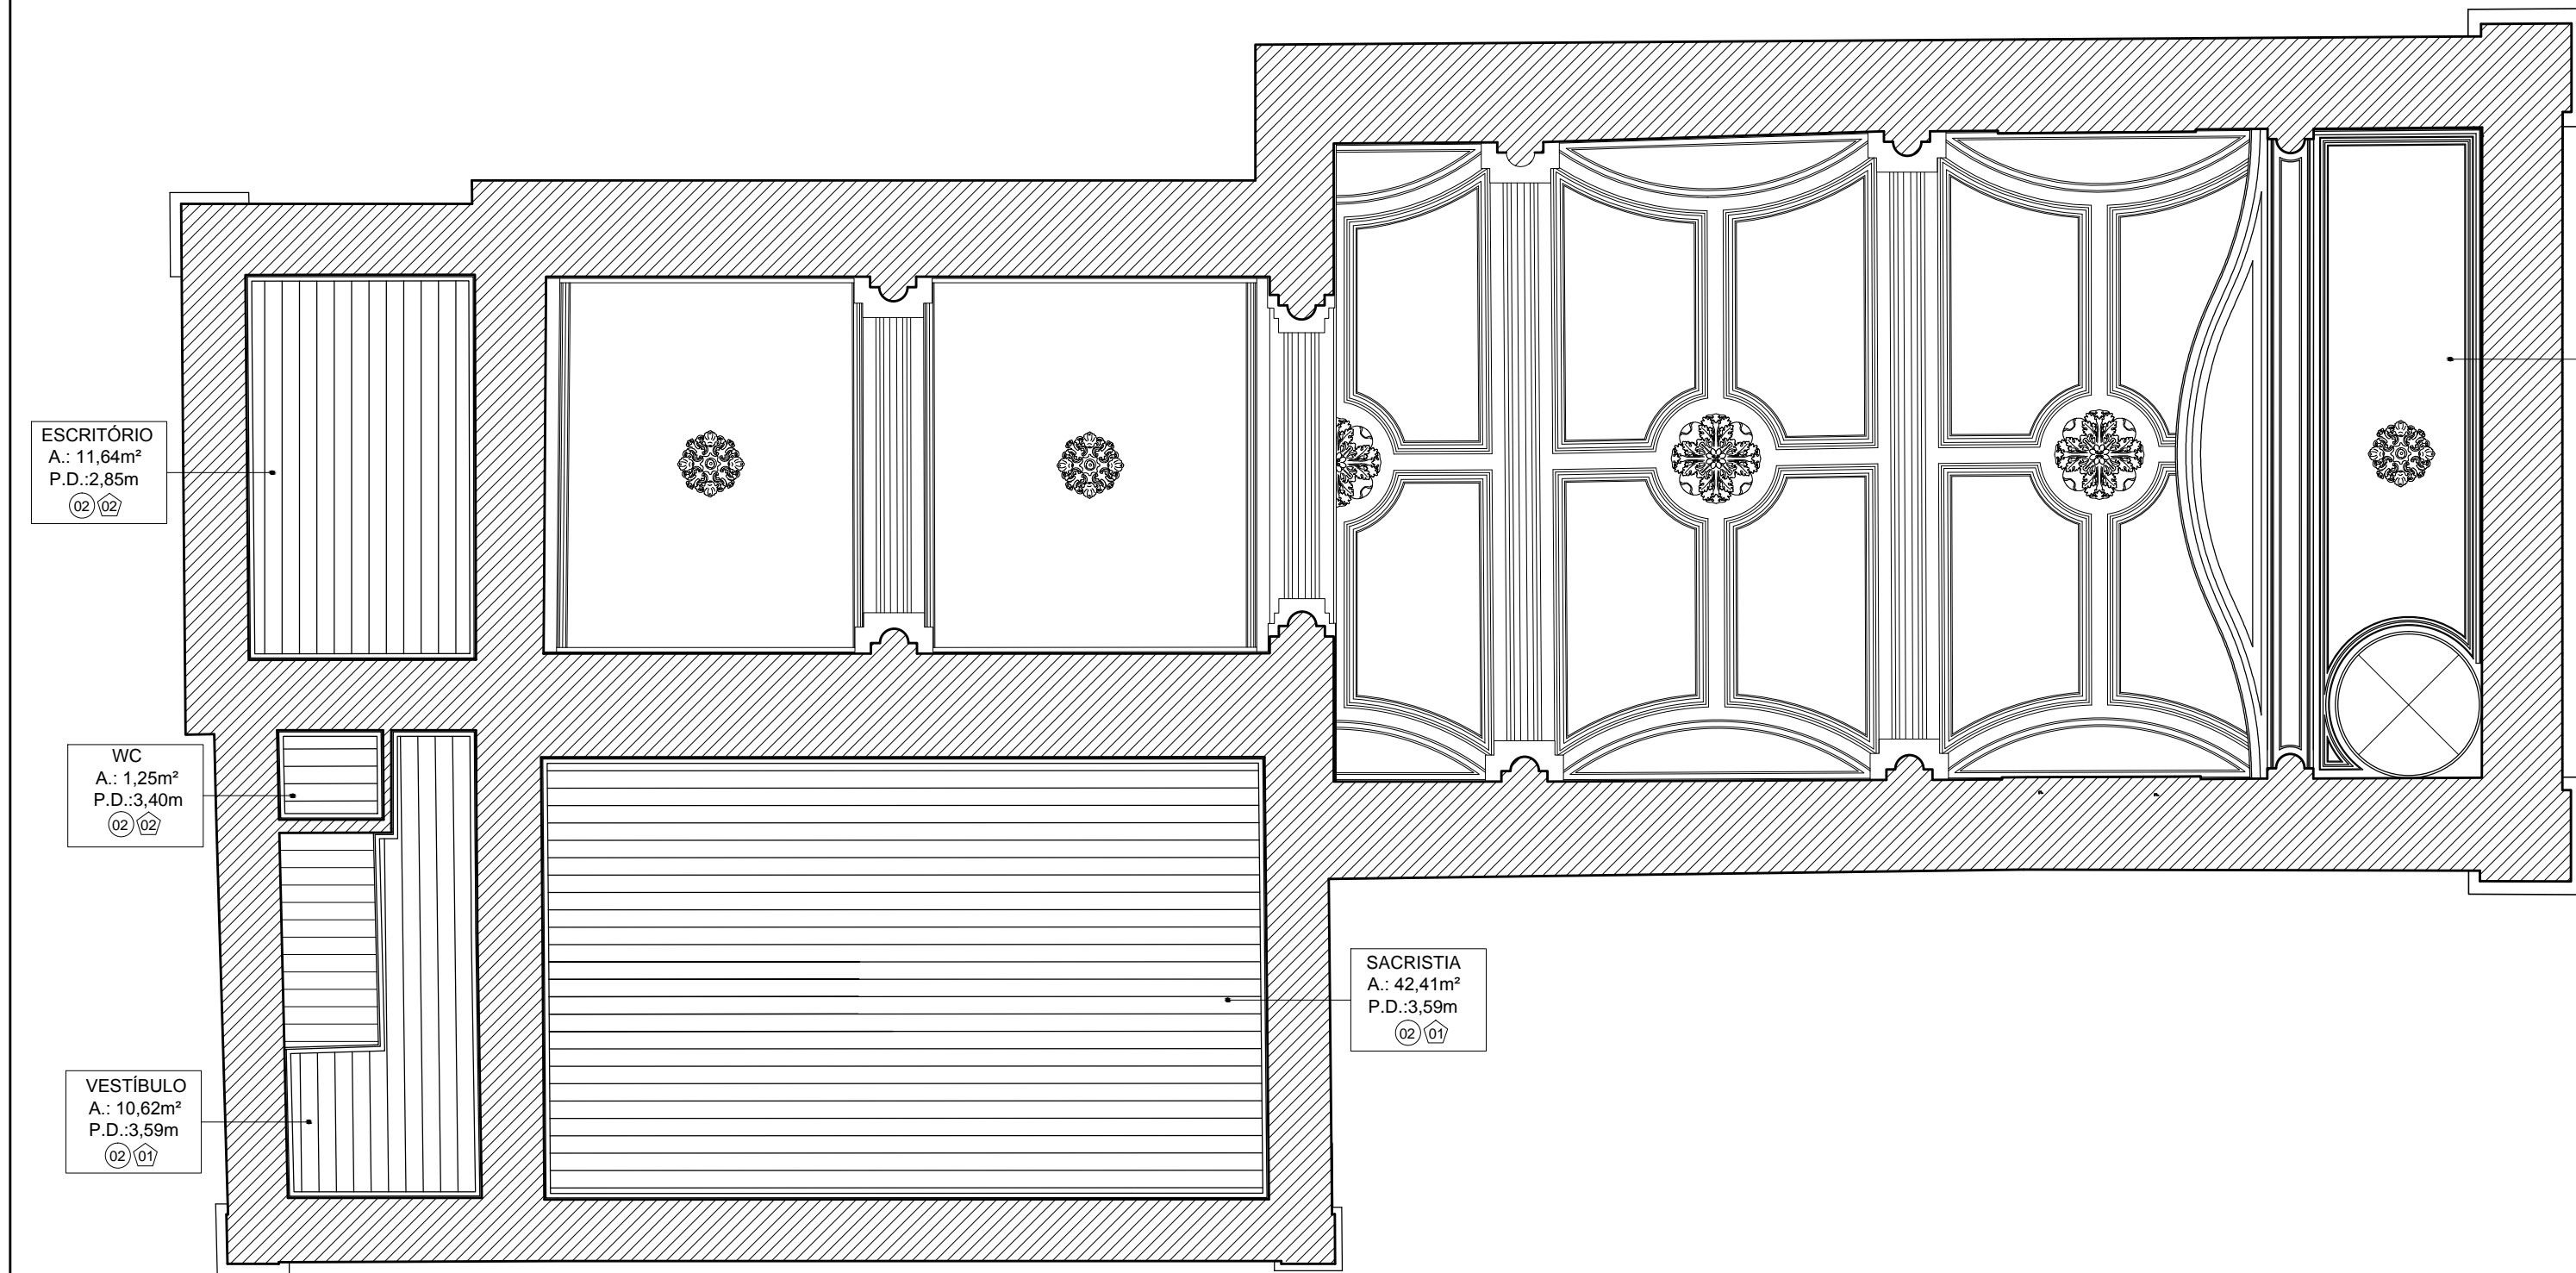 ESCRITÓRIO
A.: 11,64m²
P.D.:2,85m
02 02
WC
A.: 1,25m²
P.D.:3,40m
02 02
SACRISTIA
A.: 42,41m²
P.D.:3,59m
02 01
VESTÍBULO
A.: 10,62m²
P.D.:3,59m
02 01